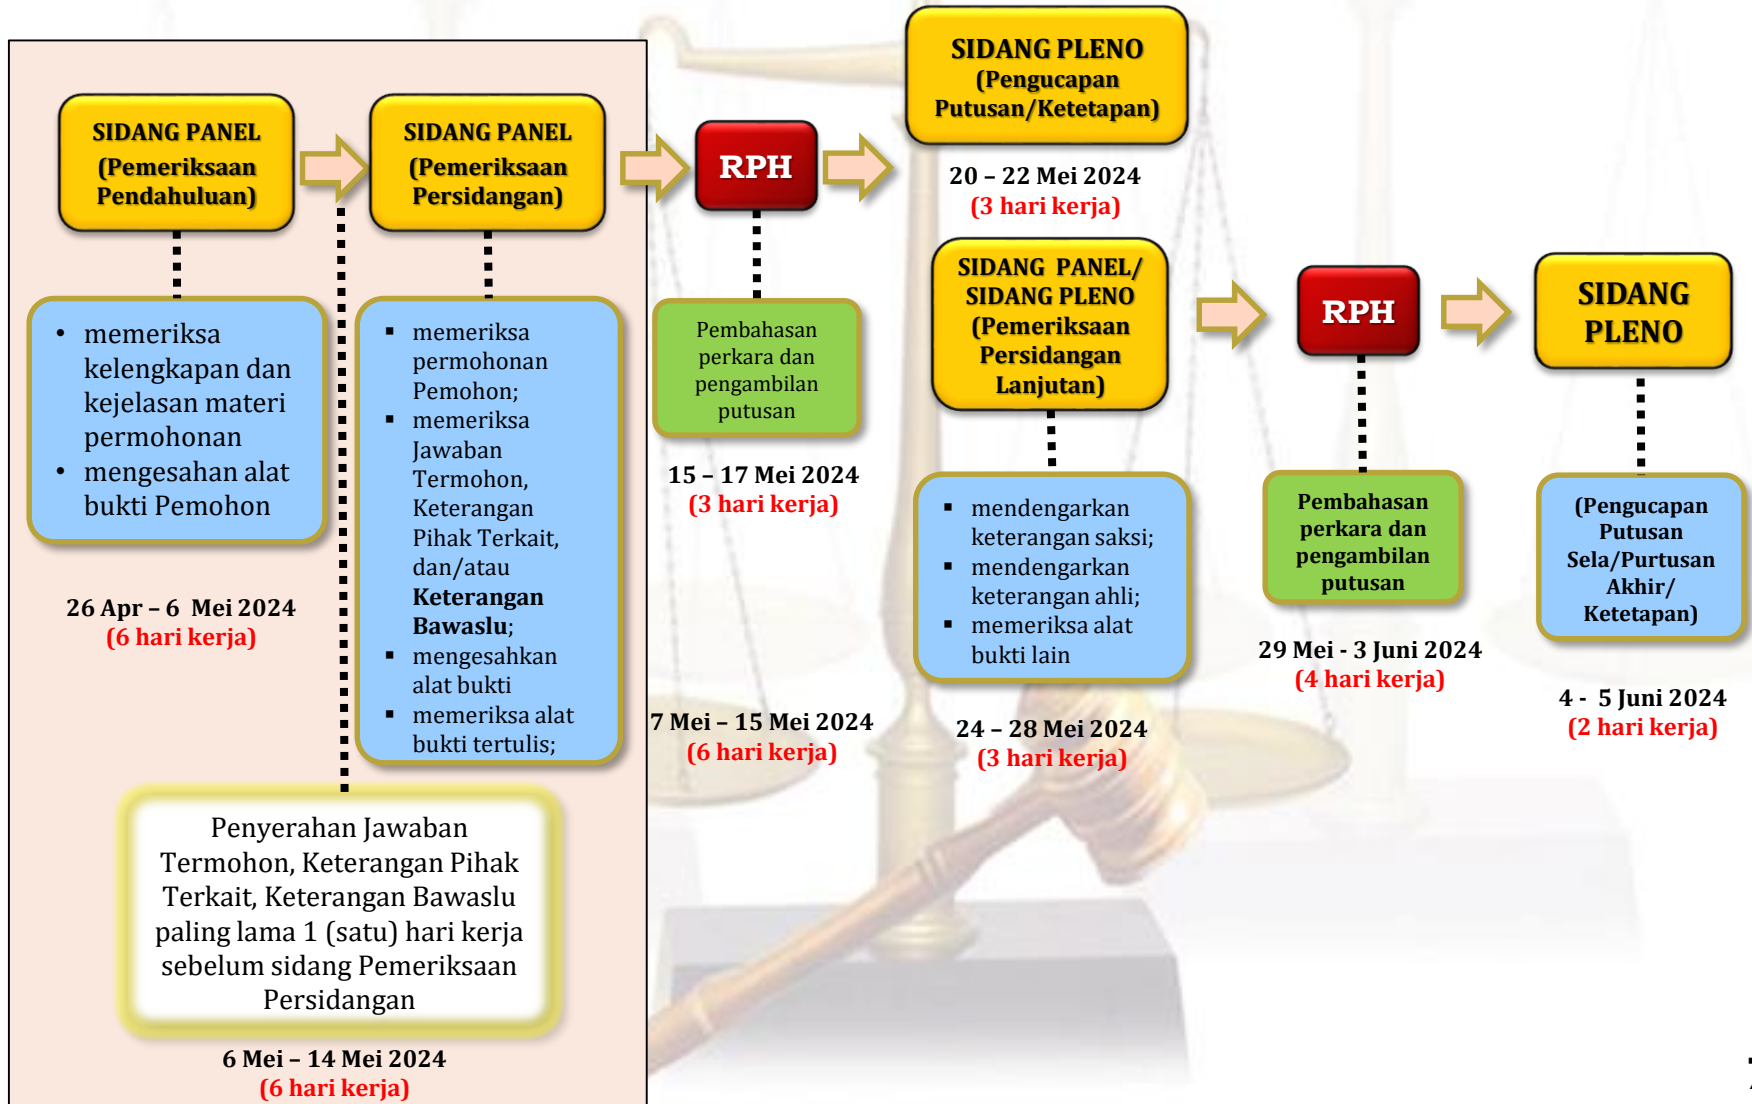 SIDANG PANEL
(Pemeriksaan
Pendahuluan)
• memeriksa
kelengkapan dan
kejelasan materi
permohonan
• mengesahan alat
bukti Pemohon
26 Apr – 6 Mei 2024
(6 hari kerja)
Penyerahan Jawaban
Termohon, Keterangan Pihak
Terkait, Keterangan Bawaslu
paling lama 1 (satu) hari kerja
sebelum sidang Pemeriksaan
Persidangan
6 Mei – 14 Mei 2024
(6 hari kerja)
SIDANG PANEL
(Pemeriksaan
Persidangan)
▪ memeriksa
permohonan
Pemohon;
▪ memeriksa
Jawaban
Termohon,
Keterangan
Pihak Terkait,
dan/atau
Keterangan
Bawaslu;
▪ mengesahkan
alat bukti
▪ memeriksa alat
bukti tertulis;
7 Mei – 15 Mei 2024
(6 hari kerja)
RPH
Pembahasan
perkara dan
pengambilan
putusan
15 – 17 Mei 2024
(3 hari kerja)
SIDANG PLENO
(Pengucapan
Putusan/Ketetapan)
20 – 22 Mei 2024
(3 hari kerja)
SIDANG PANEL/
SIDANG PLENO
(Pemeriksaan
Persidangan
Lanjutan)
▪ mendengarkan
keterangan saksi;
▪ mendengarkan
keterangan ahli;
▪ memeriksa alat
bukti lain
24 – 28 Mei 2024
(3 hari kerja)
RPH
Pembahasan
perkara dan
pengambilan
putusan
29 Mei - 3 Juni 2024
(4 hari kerja)
SIDANG
PLENO
(Pengucapan
Putusan
Sela/Purtusan
Akhir/
Ketetapan)
4 - 5 Juni 2024
(2 hari kerja)